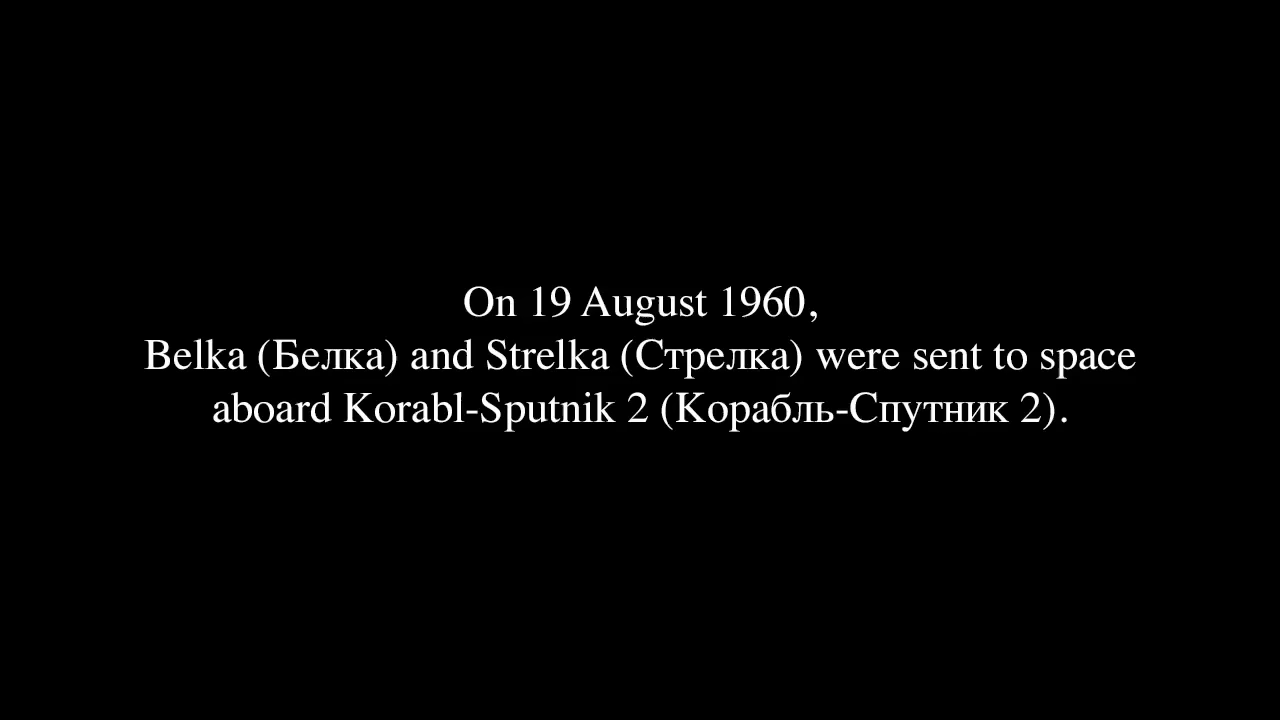 On 19 August 1960,
Belka (Белка) and Strelka (Стрелка) were sent to space
aboard Korabl-Sputnik 2 (Корабль-Спутник 2).